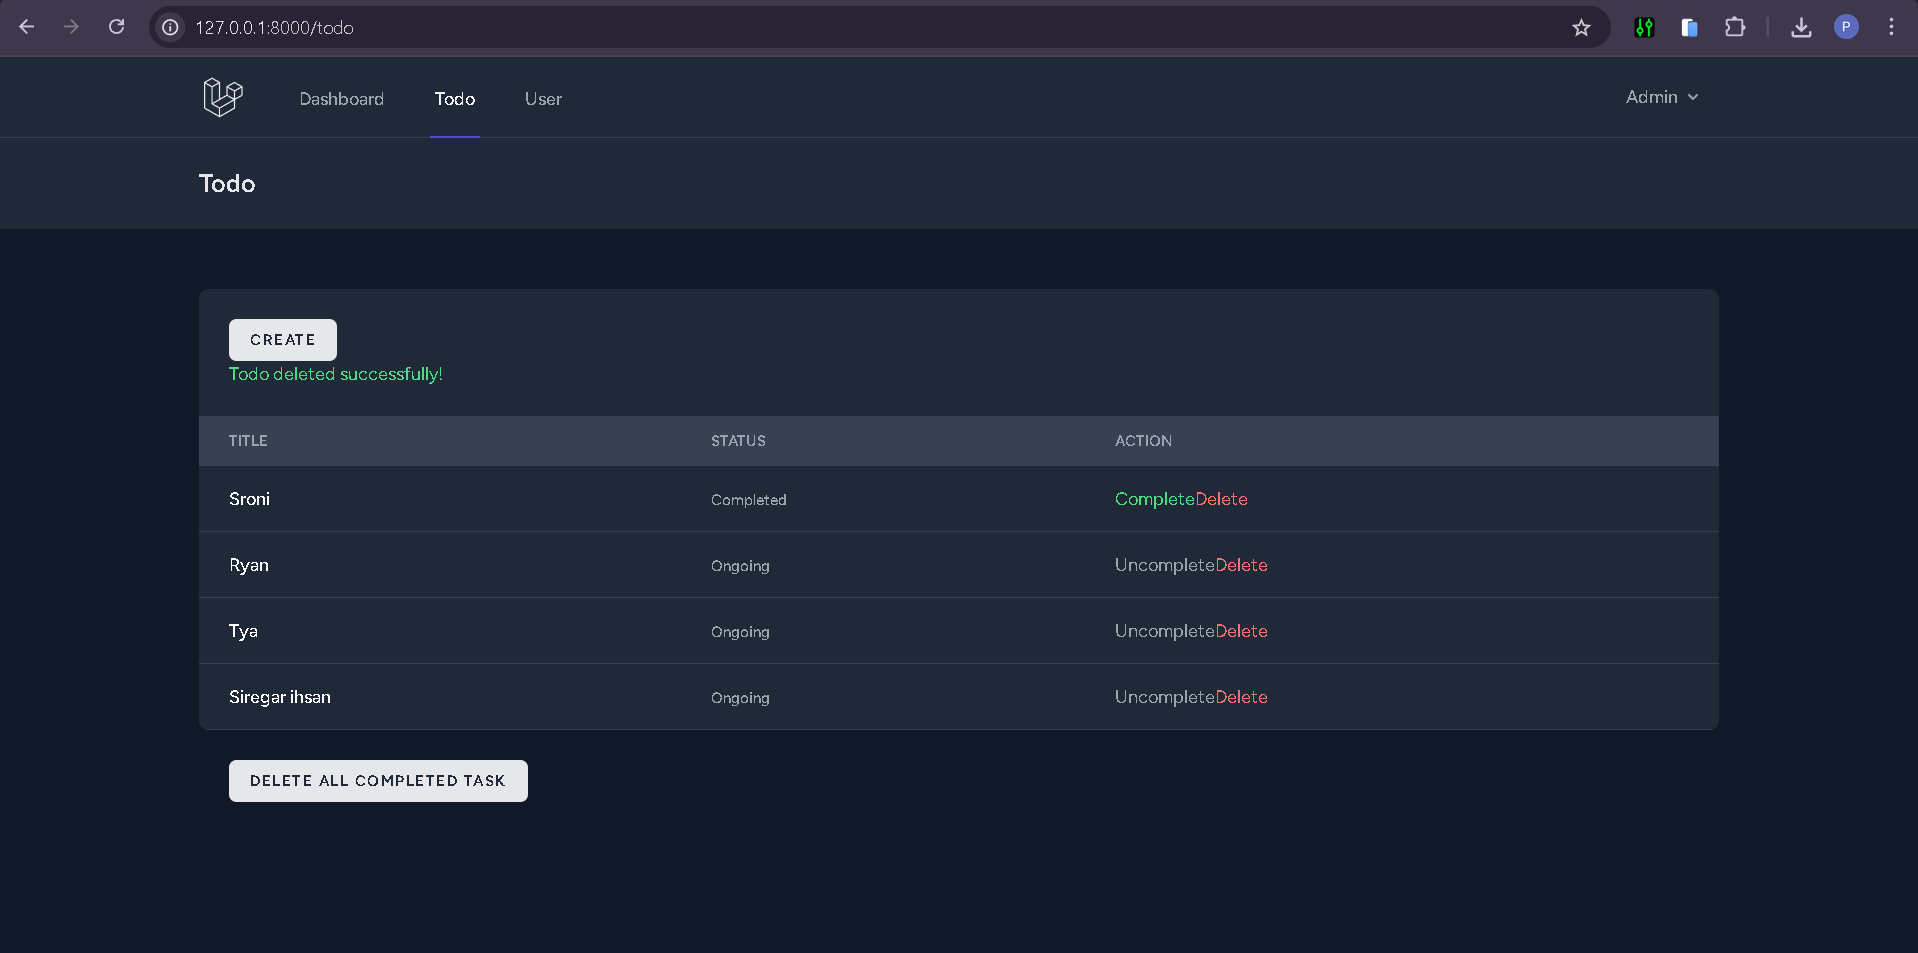 127.0.0.1:8000/todo
P
Dashboard Todo User Admin
Todo
CREATE
Todo deleted successfully!
TITLE STATUS ACTION
Sroni Completed CompleteDelete
Ryan Ongoing UncompleteDelete
Tya Ongoing UncompleteDelete
Siregar ihsan Ongoing UncompleteDelete
DELETE ALL COMPLETED TASK